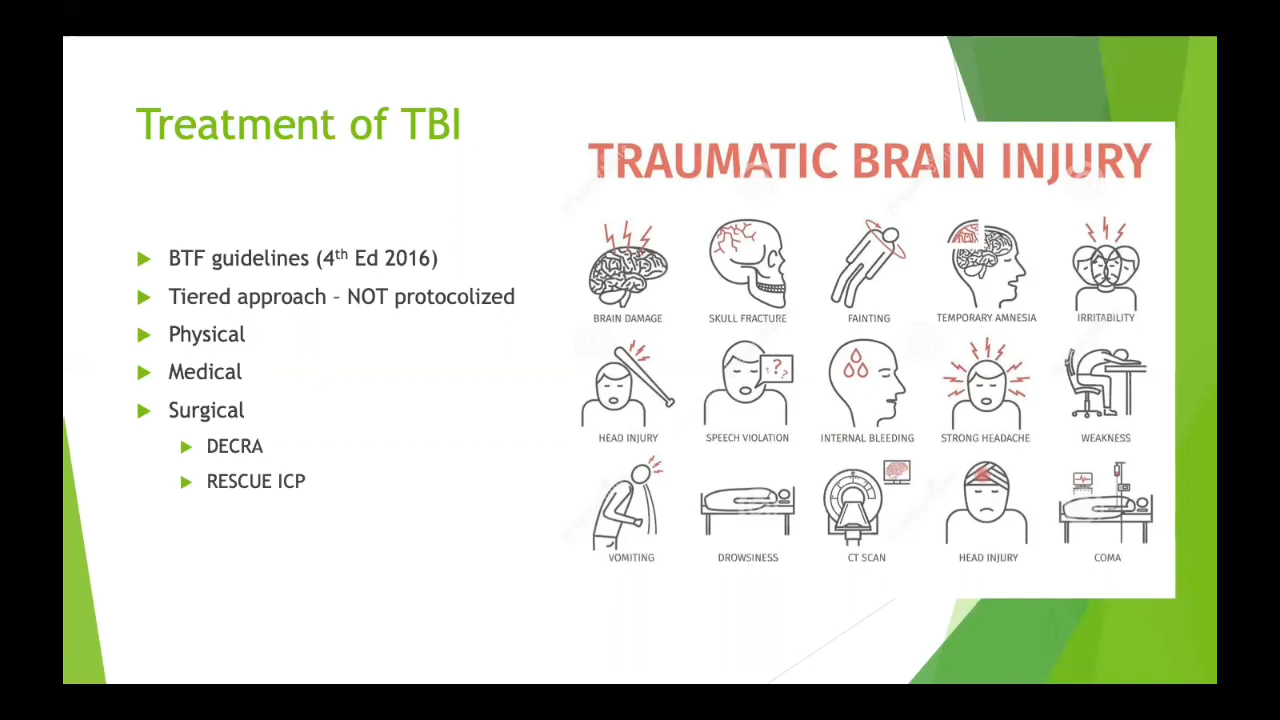 Treatment of TBI
BTF guidelines (4th Ed 2016)
Tiered approach – NOT protocolized
Physical
Medical
Surgical
DECRA
RESCUE ICP
TRAUMATIC BRAIN INJURY
BRAIN DAMAGE
SKULL FRACTURE
FAINTING
TEMPORARY AMNESIA
IRRITABILITY
? ? ?
HEAD INJURY
SPEECH VIOLATION
INTERNAL BLEEDING
STRONG HEADACHE
WEAKNESS
VOMITING
DROWSINESS
CT SCAN
HEAD INJURY
COMA